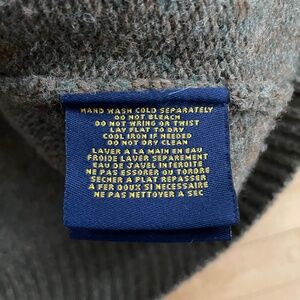 HAND WASH COLD SEPARATELY
DO NOT BLEACH
DO NOT WRING OR TWIST
LAY FLAT TO DRY
COOL IRON IF NEEDED
DO NOT DRY CLEAN
LAVER A LA MAIN EN EAU
FROIDE LAVER SEPAREMENT
EAU DE JAVEL INTERDITE
NE PAS ESSORER OU TORDRE
SECHER A PLAT REPASSER
A FER DOUX SI NECESSAIRE
NE PAS NETTOYER A SEC